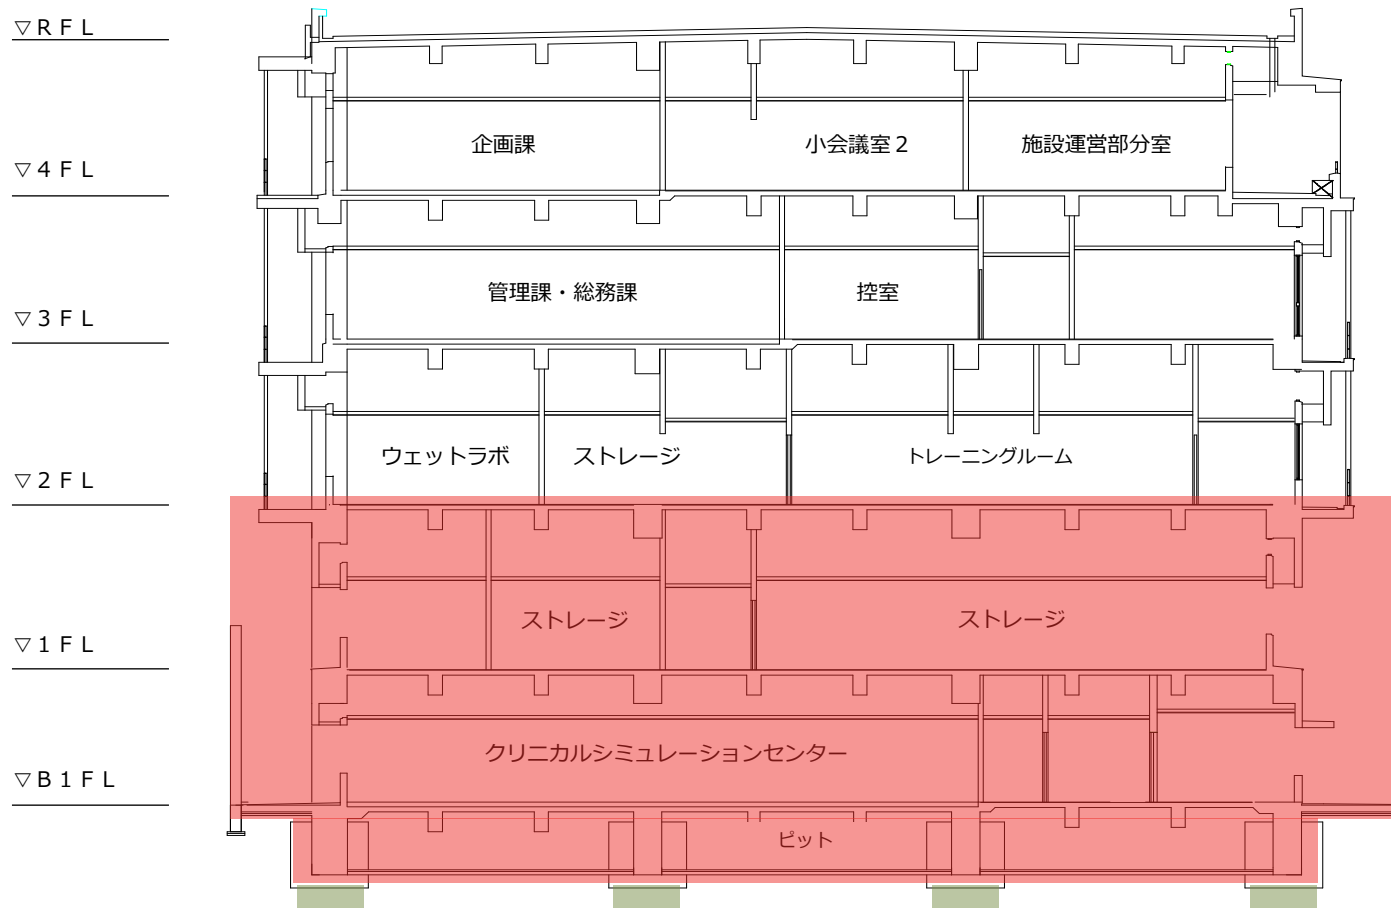 ▽ＲＦＬ
企画課
小会議室２
施設運営部分室
▽４ＦＬ
管理課・総務課
控室
▽３ＦＬ
ウェットラボ
ストレージ
トレーニングルーム
▽２ＦＬ
ストレージ
ストレージ
▽１ＦＬ
クリニカルシミュレーションセンター
▽Ｂ１ＦＬ
ピット